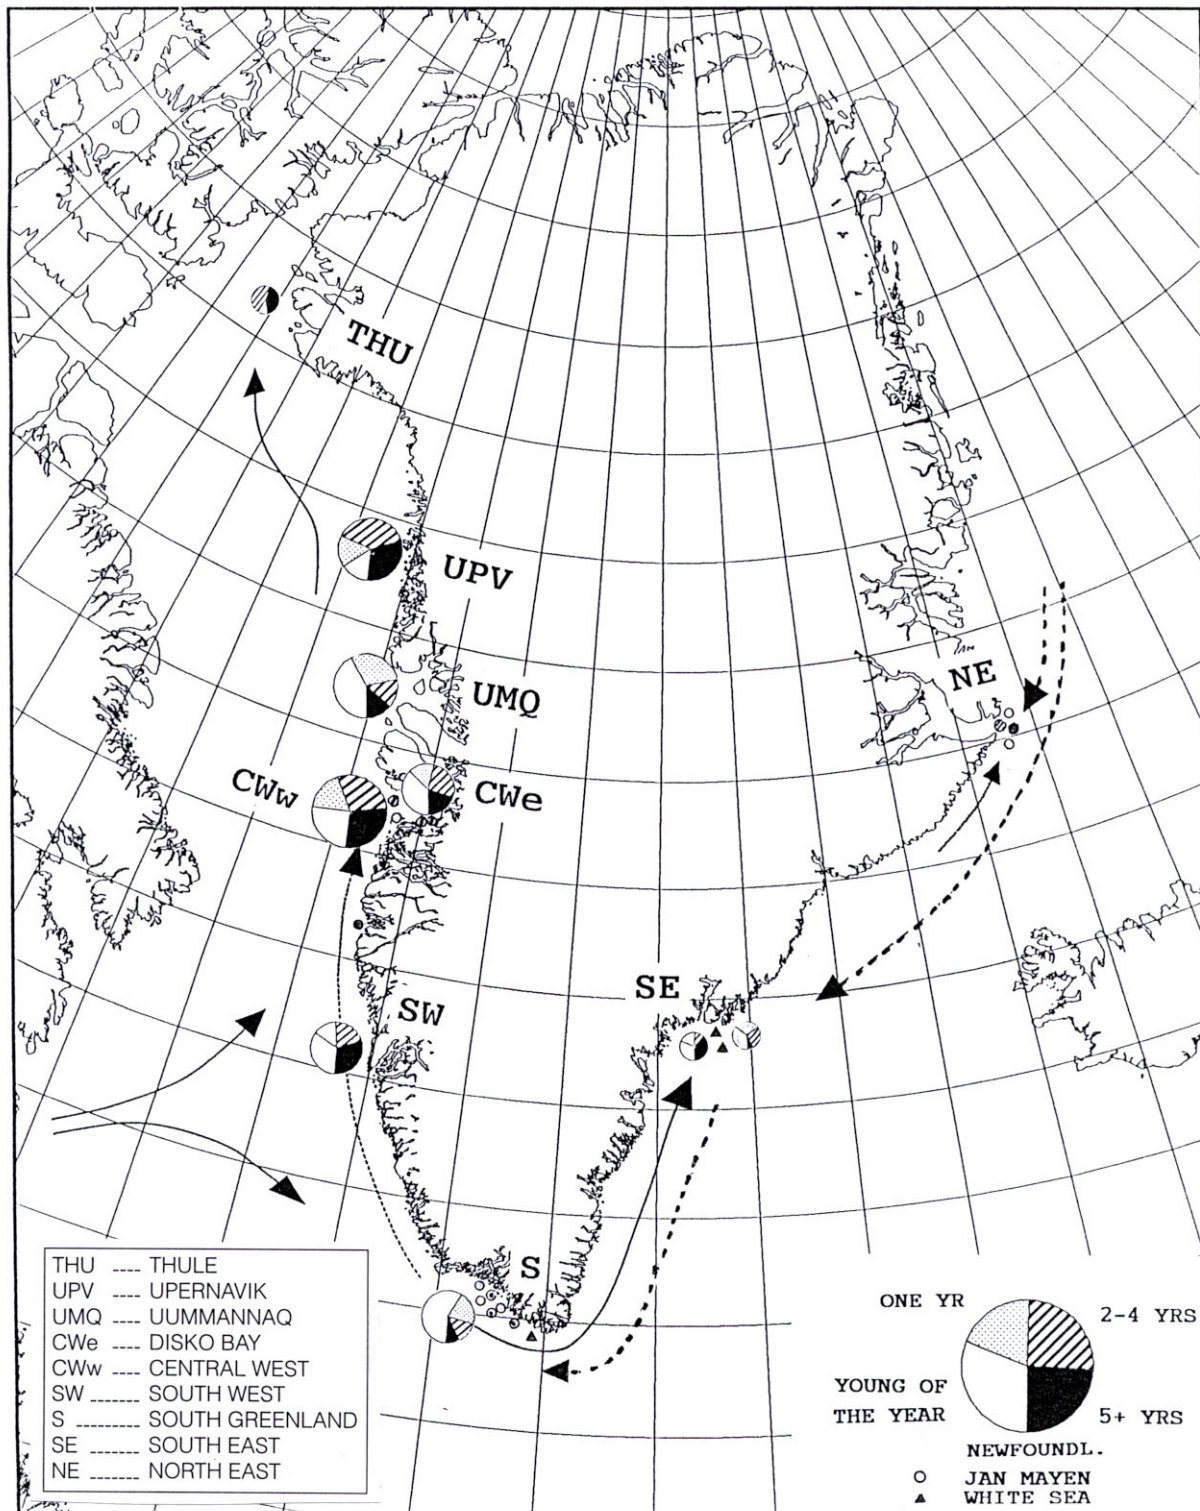 THU
UPV
UMQ
CWw
CWe
NE
SE
SW
S
THU ---- THULE
UPV ---- UPERNAVIK
UMQ ---- UUMMANNAQ
CWe ---- DISKO BAY
CWw ---- CENTRAL WEST
SW ------- SOUTH WEST
S --------- SOUTH GREENLAND
SE ------- SOUTH EAST
NE ------- NORTH EAST
ONE YR
2-4 YRS
YOUNG OF
THE YEAR
5+ YRS
NEWFOUNDL.
JAN MAYEN
WHITE SEA